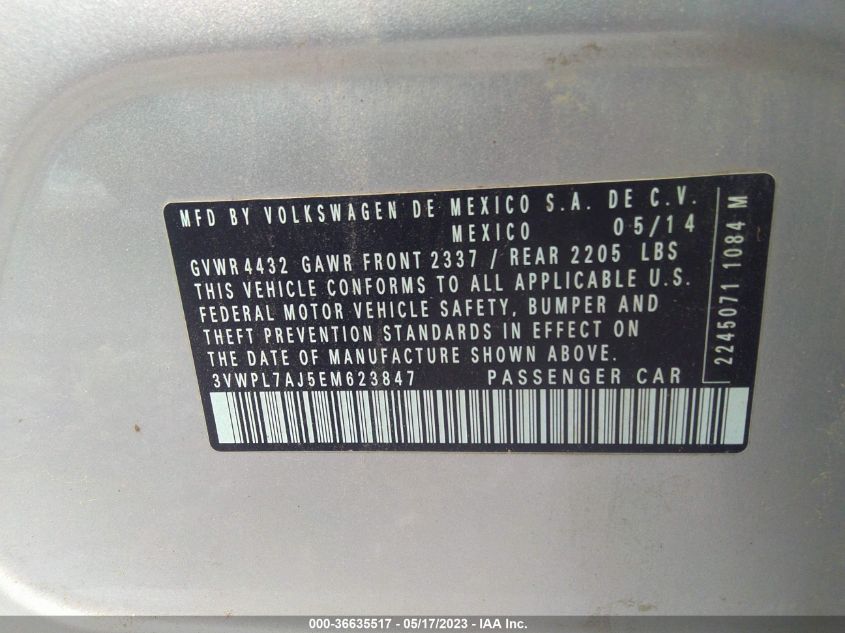 MFD BY VOLKSWAGEN DE MEXICO S.A. DE C.V.
MEXICO 05/14
GVWR4432 GAWR FRONT 2337 / REAR 2205 LBS
THIS VEHICLE CONFORMS TO ALL APPLICABLE U.S.
FEDERAL MOTOR VEHICLE SAFETY, BUMPER AND
THEFT PREVENTION STANDARDS IN EFFECT ON
THE DATE OF MANUFACTURE SHOWN ABOVE.
3VWPL7AJ5EM623847 PASSENGER CAR
2245071 1084 M
000-36635517 - 05/17/2023 - IAA Inc.